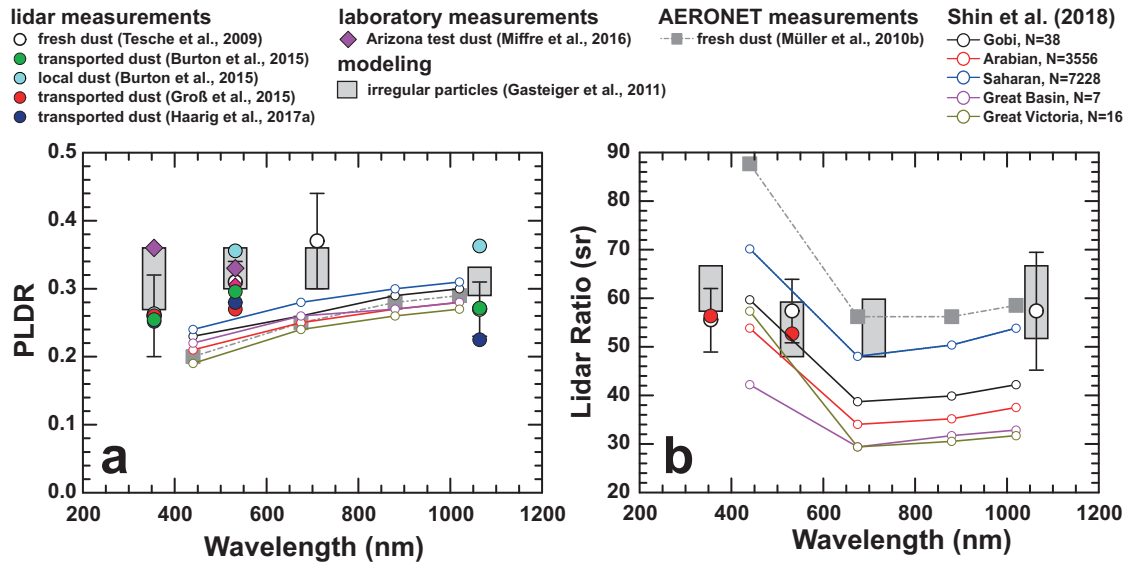 lidar measurements
fresh dust (Tesche et al., 2009)
transported dust (Burton et al., 2015)
local dust (Burton et al., 2015)
transported dust (Groß et al., 2015)
transported dust (Haarig et al., 2017a)
laboratory measurements
Arizona test dust (Miffre et al., 2016)
modeling
irregular particles (Gasteiger et al., 2011)
AERONET measurements
fresh dust (Müller et al., 2010b)
Shin et al. (2018)
Gobi, N=38
Arabian, N=3556
Saharan, N=7228
Great Basin, N=7
Great Victoria, N=16
PLDR
0.5
0.4
0.3
0.2
0.1
0.0
a
200 400 600 800 1000 1200
Wavelength (nm)
Lidar Ratio (sr)
90
80
70
60
50
40
30
20
b
200 400 600 800 1000 1200
Wavelength (nm)